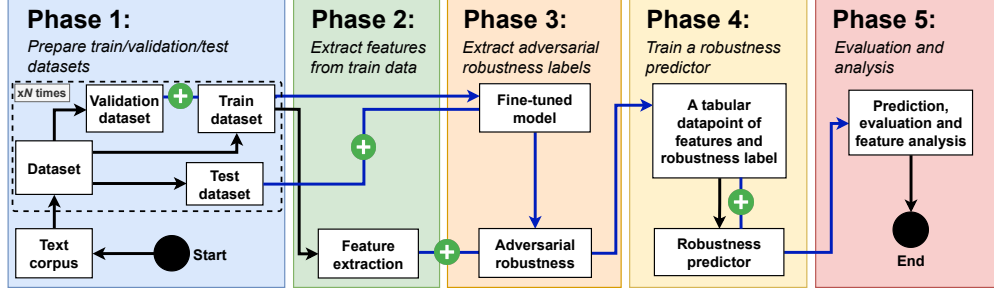 Phase 1:
Prepare train/validation/test
datasets
xN times
Validation
dataset
Train
dataset
Dataset
Test
dataset
Text
corpus
Start
Phase 2:
Extract features
from train data
Feature
extraction
Phase 3:
Extract adversarial
robustness labels
Fine-tuned
model
Adversarial
robustness
Phase 4:
Train a robustness
predictor
A tabular
datapoint of
features and
robustness label
Robustness
predictor
Phase 5:
Evaluation and
analysis
Prediction,
evaluation and
feature analysis
End